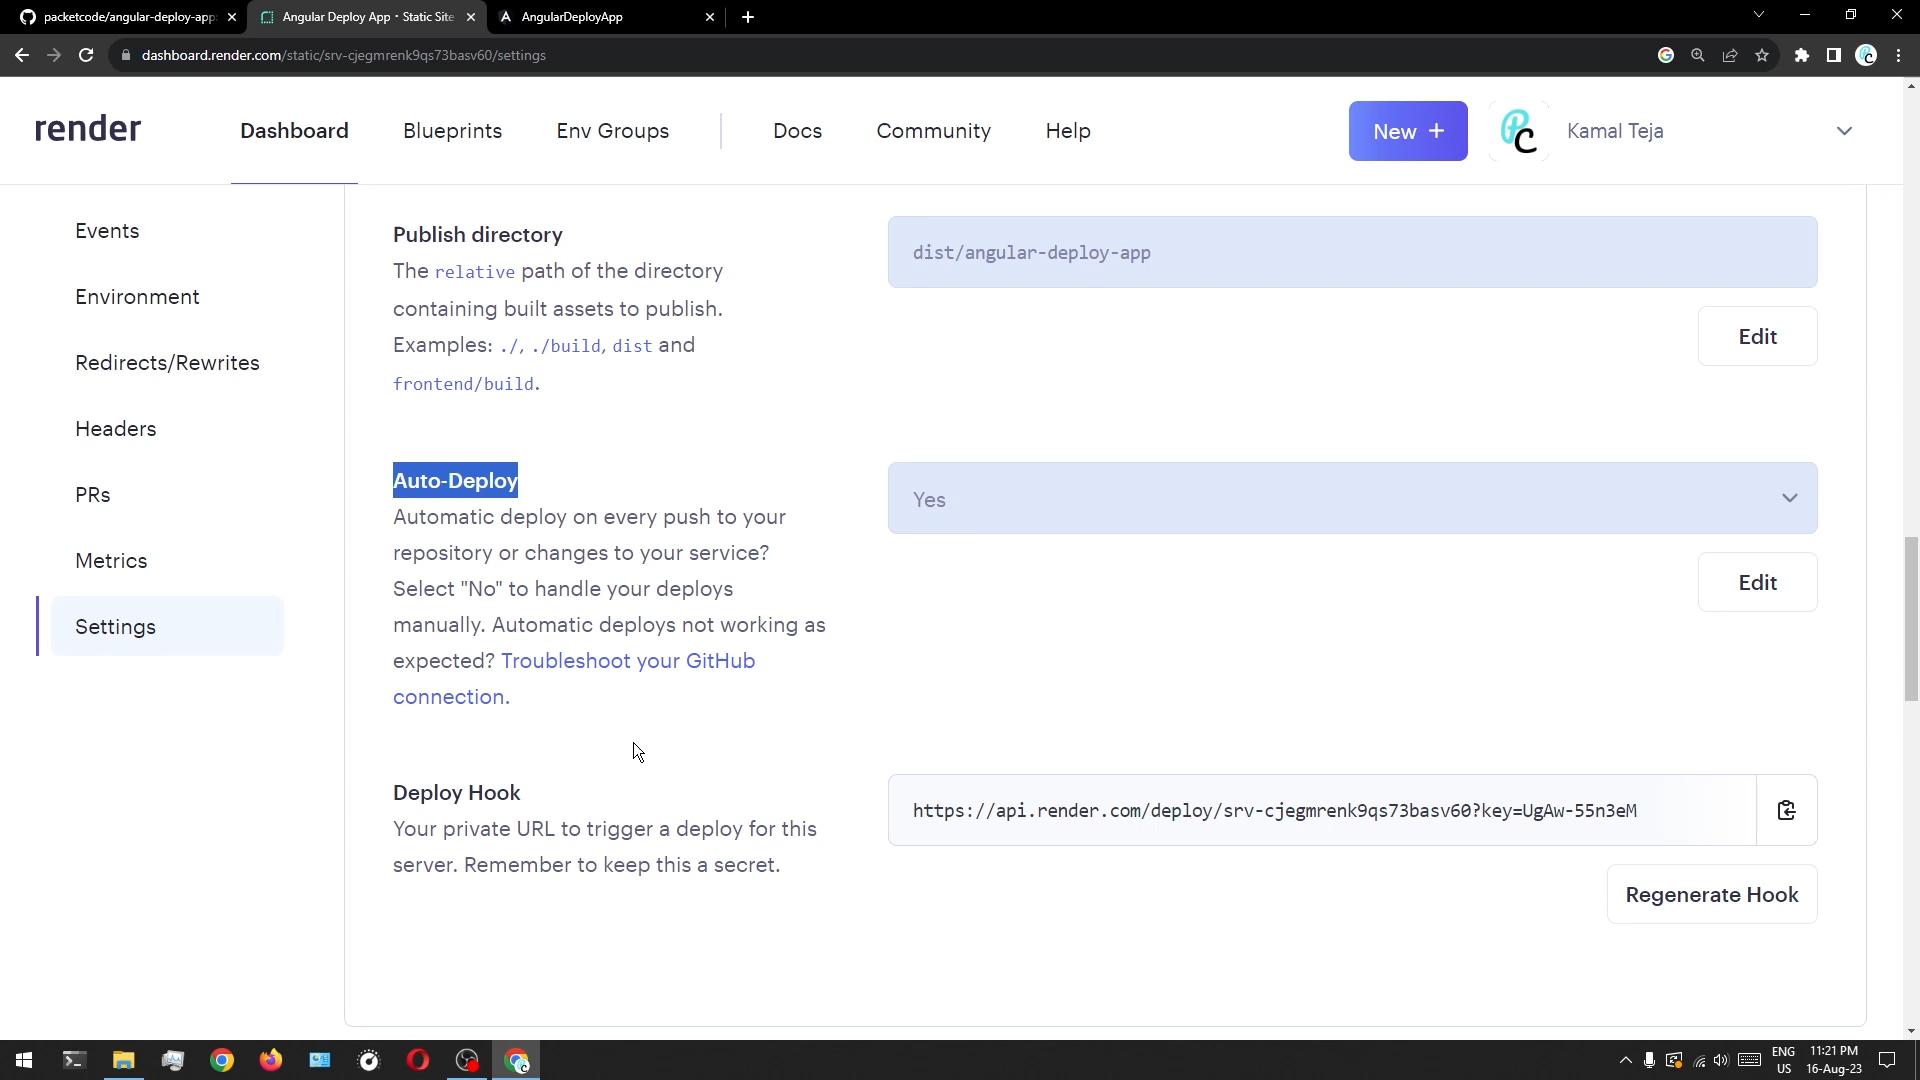 packetcode/angular-deploy-app:
Angular Deploy App · Static Site
AngularDeployApp
dashboard.render.com/static/srv-cjegmrenk9qs73basv60/settings
render
Dashboard
Blueprints
Env Groups
Docs
Community
Help
New +
Kamal Teja
Events
Environment
Redirects/Rewrites
Headers
PRs
Metrics
Settings
Publish directory
The relative path of the directory
containing built assets to publish.
Examples: ./, ./build, dist and
frontend/build.
dist/angular-deploy-app
Edit
Auto-Deploy
Automatic deploy on every push to your
repository or changes to your service?
Select "No" to handle your deploys
manually. Automatic deploys not working as
expected? Troubleshoot your GitHub
connection.
Yes
Edit
Deploy Hook
Your private URL to trigger a deploy for this
server. Remember to keep this a secret.
https://api.render.com/deploy/srv-cjegmrenk9qs73basv60?key=UgAw-55n3eM
Regenerate Hook
ENG
US
11:21 PM
16-Aug-23